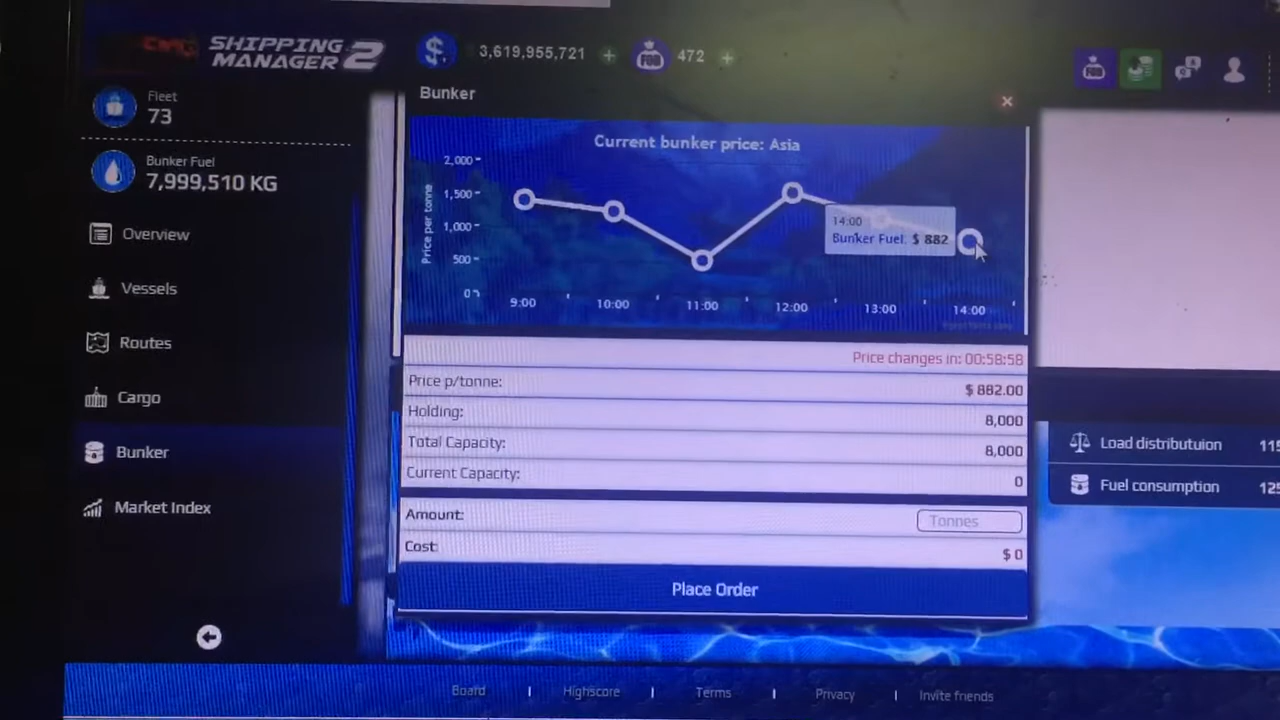 SHIPPING
MANAGER 2
3,619,955,721
472
Fleet
73
Bunker Fuel
7,999,510 KG
Overview
Vessels
Routes
Cargo
Bunker
Market Index
Bunker
Current bunker price: Asia
Price per tonne
2,000
1,500
1,000
500
0
9:00
10:00
11:00
12:00
13:00
14:00
14:00
Bunker Fuel: $ 882
Price changes in: 00:58:58
Price p/tonne:
$ 882.00
Holding:
8,000
Total Capacity:
8,000
Current Capacity:
0
Amount:
Tonnes
Cost:
$ 0
Place Order
Load distributuion
Fuel consumption
Board
Highscore
Terms
Privacy
Invite friends